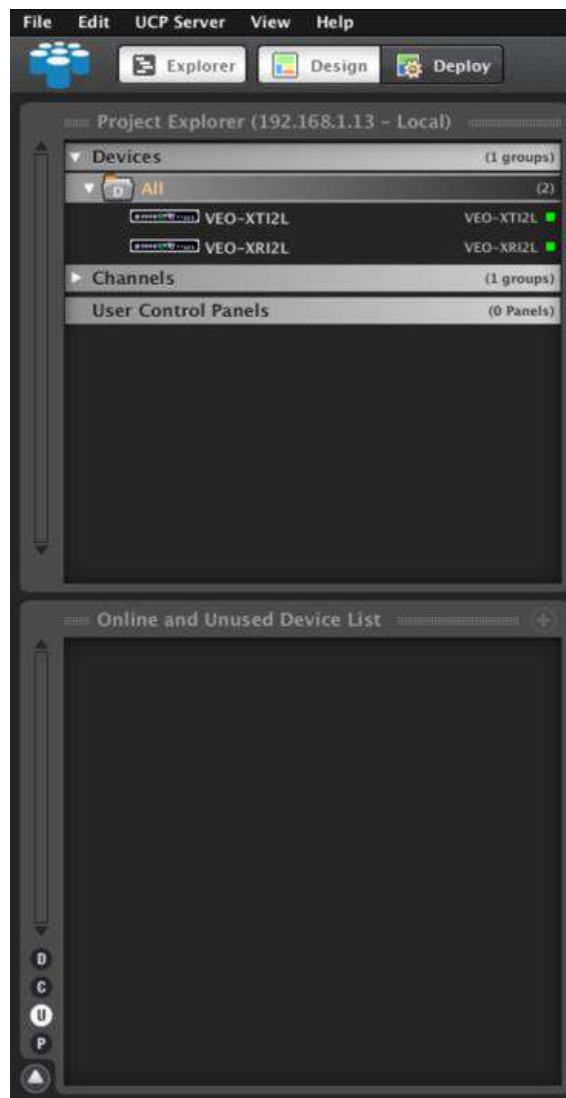 File Edit UCP Server View Help
Explorer Design Deploy
Project Explorer (192.168.1.13 - Local)
Devices (1 groups)
D All (2)
VEO-XTI2L VEO-XTI2L
VEO-XRI2L VEO-XRI2L
Channels (1 groups)
User Control Panels (0 Panels)
Online and Unused Device List
D
C
U
P